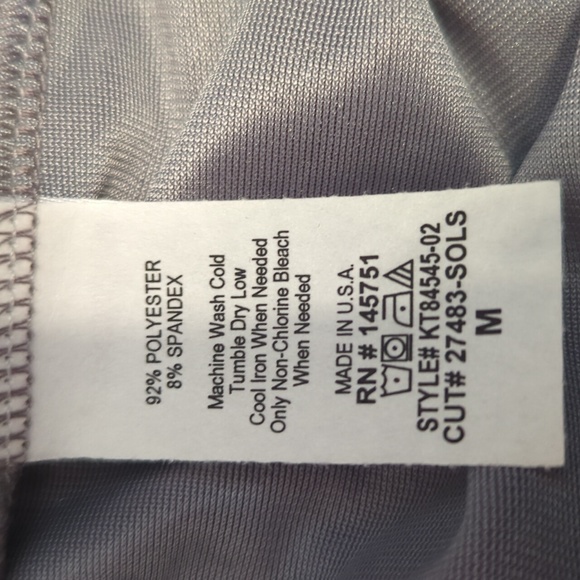 92% POLYESTER
8% SPANDEX
Machine Wash Cold
Tumble Dry Low
Cool Iron When Needed
Only Non-Chlorine Bleach
When Needed
MADE IN U.S.A.
RN # 145751
STYLE# KT84545-02
CUT# 27483-SOLS
M